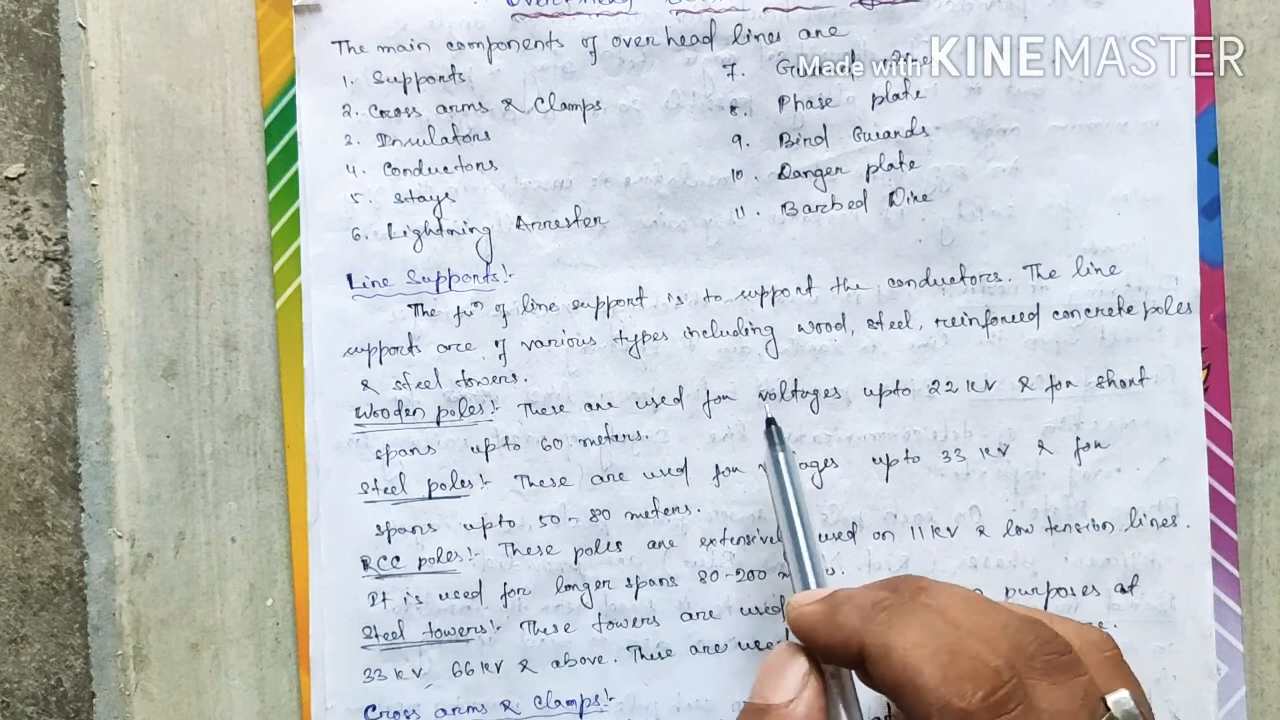 The main components of overhead lines are
1. Supports
2. Cross arms & Clamps
3. Insulators
4. Conductors
5. Stays
6. Lightning Arrester
7.
8. Phase plate
9. Bird Guards
10. Danger plate
11. Barbed Wire
Made with KINEMASTER
Line Supports:-
The fuⁿ of line support is to support the conductors. The line
supports are of various types including wood, steel, reinforced concrete poles
& steel towers.
Wooden poles:- These are used for voltages upto 22 KV & for short
spans upto 60 meters.
Steel poles:- These are used for upto 33 KV & for
spans upto 50-80 meters.
RCC poles:- These poles are used on 11KV & low tension lines.
It is used for longer spans 80-200
Steel towers:- These towers are used purposes at
33 KV, 66 KV & above. These are used
Cross arms & Clamps:-